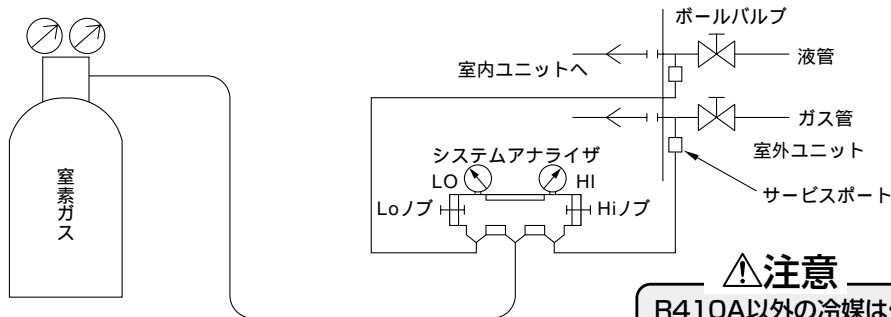 ボールバルブ
液管
室内ユニットへ
ガス管
システムアナライザ
室外ユニット
LO
HI
サービスポート
Loノブ
Hiノブ
窒素ガス
注意
R410A以外の冷媒は